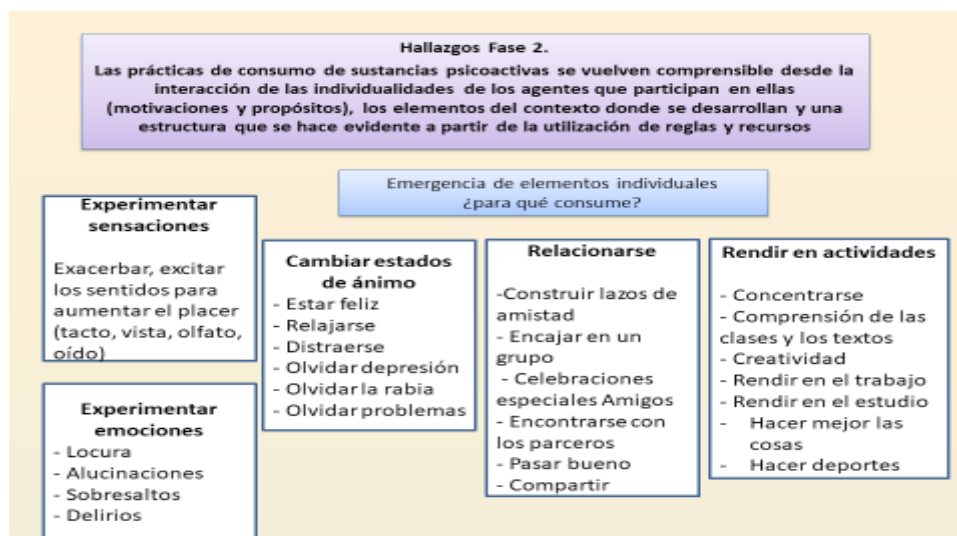 Hallazgos Fase 2.
Las prácticas de consumo de sustancias psicoactivas se vuelven comprensible desde la
interacción de las individualidades de los agentes que participan en ellas
(motivaciones y propósitos), los elementos del contexto donde se desarrollan y una
estructura que se hace evidente a partir de la utilización de reglas y recursos
Emergencia de elementos individuales
¿para qué consume?
Experimentar
sensaciones
Exacerbar, excitar
los sentidos para
aumentar el placer
(tacto, vista, olfato,
oído)
Experimentar
emociones
- Locura
- Alucinaciones
- Sobresaltos
- Delirios
Cambiar estados
de ánimo
- Estar feliz
- Relajarse
- Distraerse
- Olvidar depresión
- Olvidar la rabia
- Olvidar problemas
Relacionarse
-Construir lazos de
amistad
- Encajar en un
grupo
- Celebraciones
especiales Amigos
- Encontrarse con
los parceros
- Pasar bueno
- Compartir
Rendir en actividades
- Concentrarse
- Comprensión de las
clases y los textos
- Creatividad
- Rendir en el trabajo
- Rendir en el estudio
- Hacer mejor las
cosas
- Hacer deportes